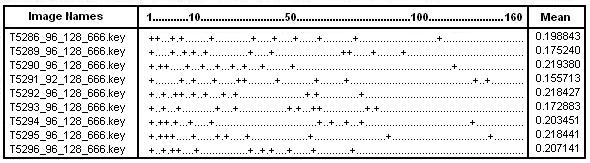 Image Names 1...........10......................50..............................100..........................160 Mean
T5286_96_128_666.key 0.198843
T5289_96_128_666.key 0.175240
T5290_96_128_666.key 0.219380
T5291_92_128_666.key 0.155713
T5292_96_128_666.key 0.218427
T5293_96_128_666.key 0.172883
T5294_96_128_666.key 0.203451
T5295_96_128_666.key 0.218441
T5296_96_128_666.key 0.207141